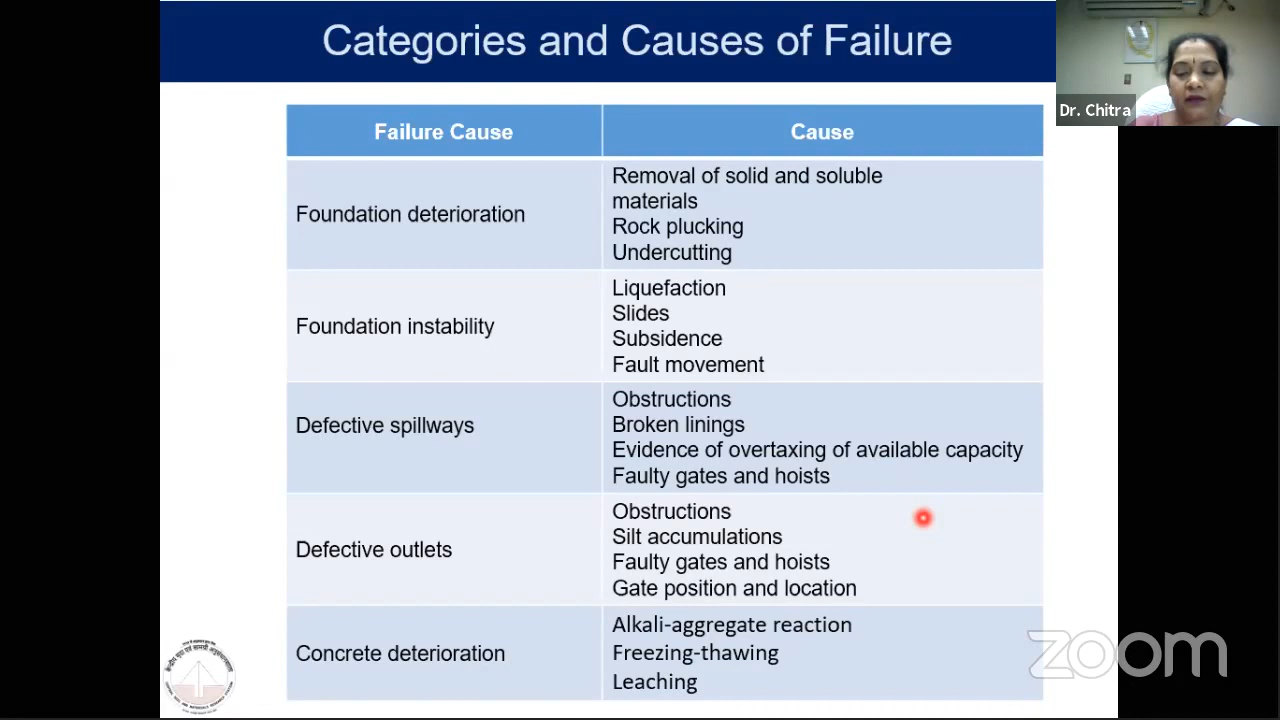 Categories and Causes of Failure
Dr. Chitra
Failure Cause
Cause
Foundation deterioration
Removal of solid and soluble
materials
Rock plucking
Undercutting
Foundation instability
Liquefaction
Slides
Subsidence
Fault movement
Defective spillways
Obstructions
Broken linings
Evidence of overtaxing of available capacity
Faulty gates and hoists
Defective outlets
Obstructions
Silt accumulations
Faulty gates and hoists
Gate position and location
Concrete deterioration
Alkali-aggregate reaction
Freezing-thawing
Leaching
zoom